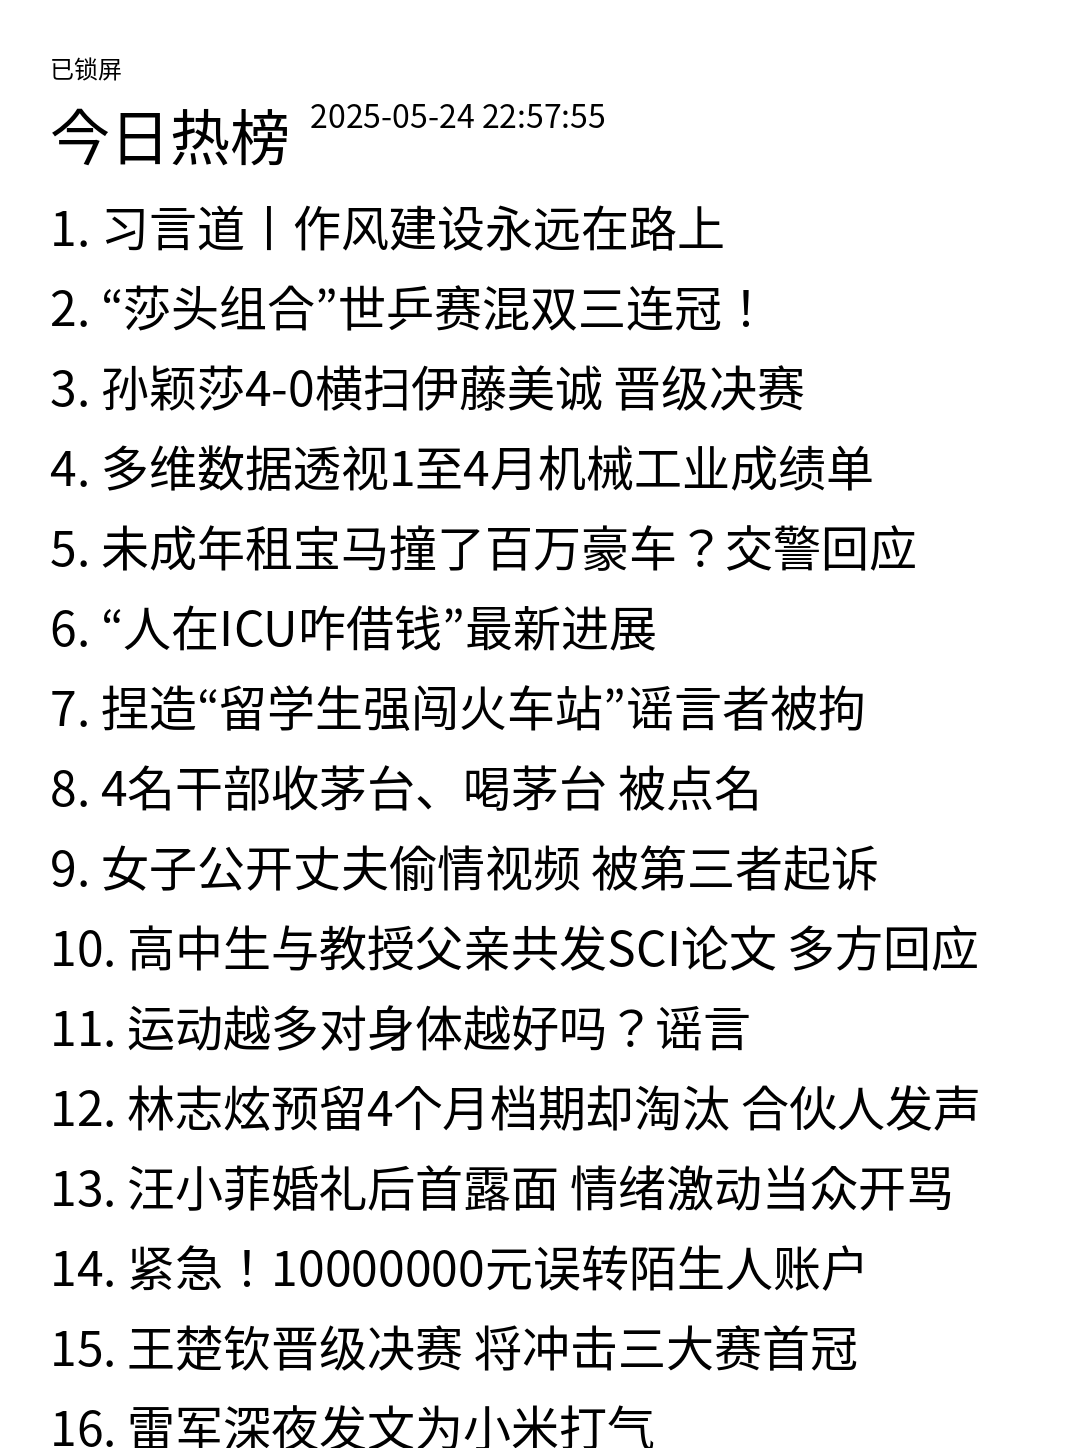 已锁屏
今日热榜 2025-05-24 22:57:55
1. 习言道丨作风建设永远在路上
2. “莎头组合”世乒赛混双三连冠！
3. 孙颖莎4-0横扫伊藤美诚 晋级决赛
4. 多维数据透视1至4月机械工业成绩单
5. 未成年租宝马撞了百万豪车？交警回应
6. “人在ICU咋借钱”最新进展
7. 捏造“留学生强闯火车站”谣言者被拘
8. 4名干部收茅台、喝茅台 被点名
9. 女子公开丈夫偷情视频 被第三者起诉
10. 高中生与教授父亲共发SCI论文 多方回应
11. 运动越多对身体越好吗？谣言
12. 林志炫预留4个月档期却淘汰 合伙人发声
13. 汪小菲婚礼后首露面 情绪激动当众开骂
14. 紧急！10000000元误转陌生人账户
15. 王楚钦晋级决赛 将冲击三大赛首冠
16. 雷军深夜发文为小米打气